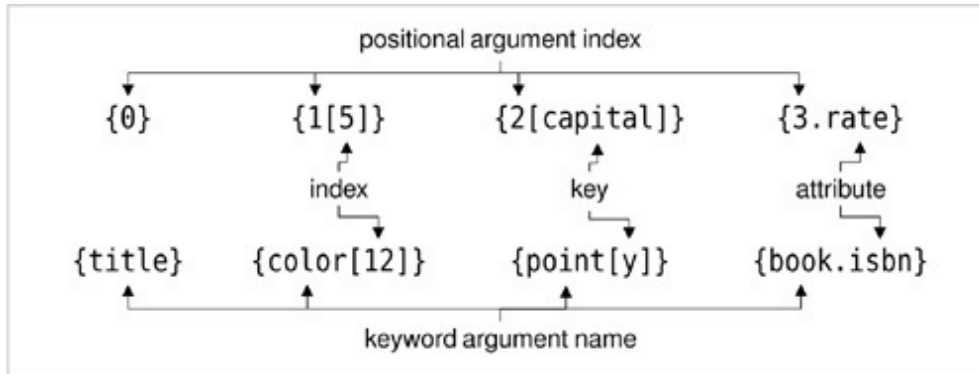 positional argument index
{0} {1[5]} {2[capital]} {3.rate}
index key attribute
{title} {color[12]} {point[y]} {book.isbn}
keyword argument name